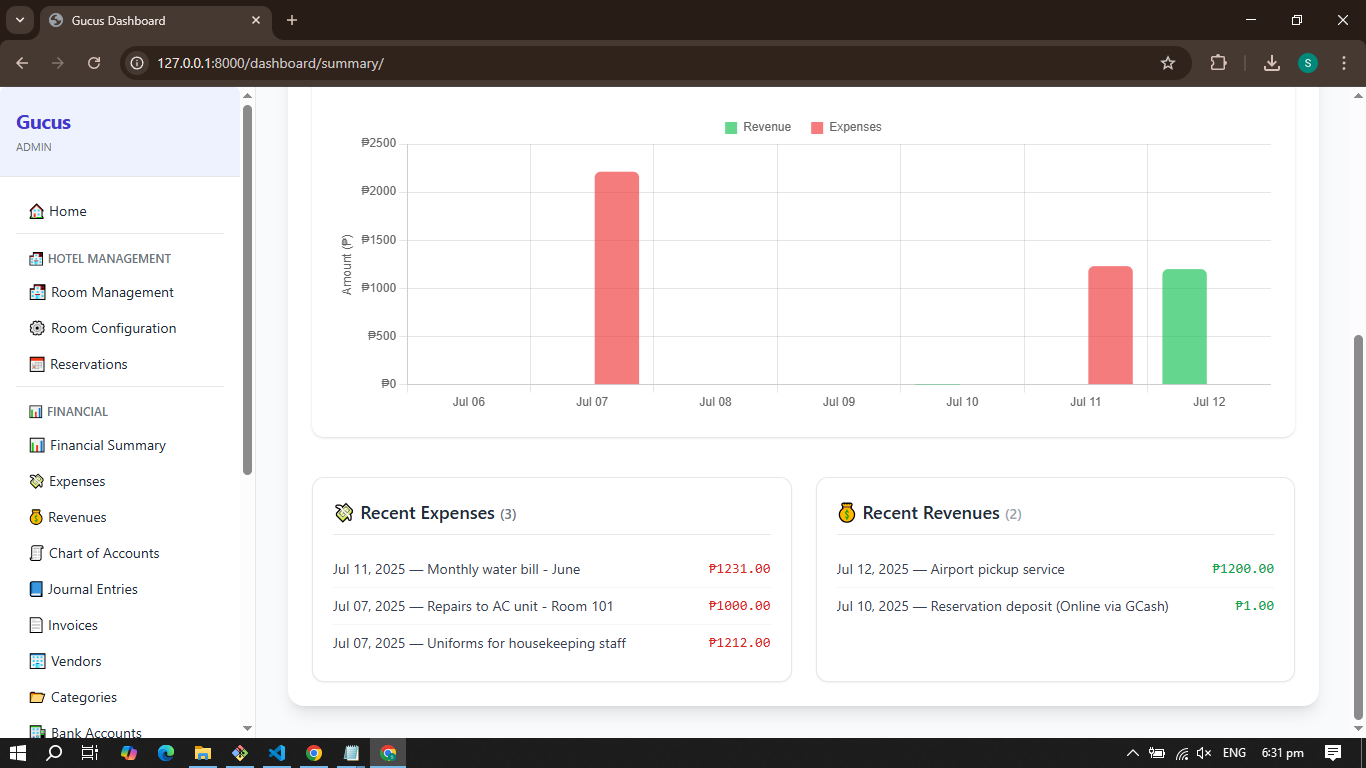 Gucus Dashboard
127.0.0.1:8000/dashboard/summary/
S
Gucus
ADMIN
Home
HOTEL MANAGEMENT
Room Management
Room Configuration
Reservations
FINANCIAL
Financial Summary
Expenses
Revenues
Chart of Accounts
Journal Entries
Invoices
Vendors
Categories
Bank Accounts
Revenue Expenses
Amount (₱)
₱2500
₱2000
₱1500
₱1000
₱500
₱0
Jul 06 Jul 07 Jul 08 Jul 09 Jul 10 Jul 11 Jul 12
Recent Expenses (3)
Jul 11, 2025 — Monthly water bill - June ₱1231.00
Jul 07, 2025 — Repairs to AC unit - Room 101 ₱1000.00
Jul 07, 2025 — Uniforms for housekeeping staff ₱1212.00
Recent Revenues (2)
Jul 12, 2025 — Airport pickup service ₱1200.00
Jul 10, 2025 — Reservation deposit (Online via GCash) ₱1.00
ENG 6:31 pm